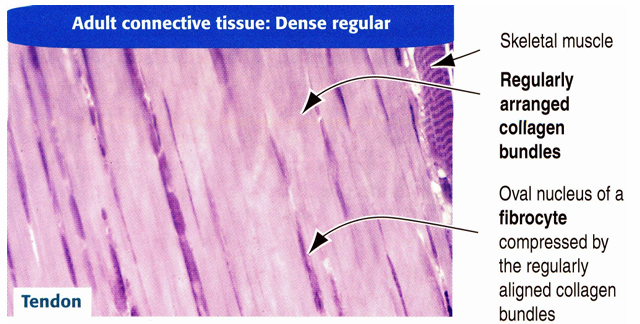 Adult connective tissue: Dense regular
Skeletal muscle
Regularly
arranged
collagen
bundles
Oval nucleus of a
fibrocyte
compressed by
the regularly
aligned collagen
bundles
Tendon